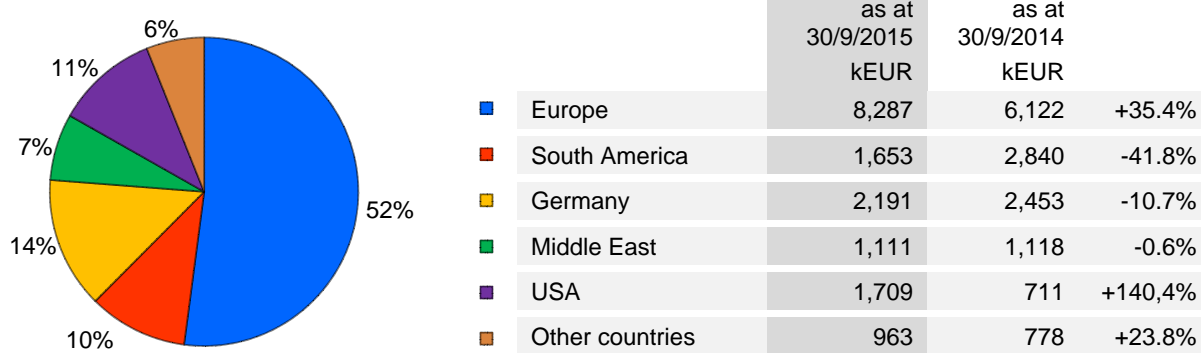 6%
11%
7%
14%
10%
52%
as at as at
30/9/2015 30/9/2014
kEUR kEUR
Europe 8,287 6,122 +35.4%
South America 1,653 2,840 -41.8%
Germany 2,191 2,453 -10.7%
Middle East 1,111 1,118 -0.6%
USA 1,709 711 +140,4%
Other countries 963 778 +23.8%